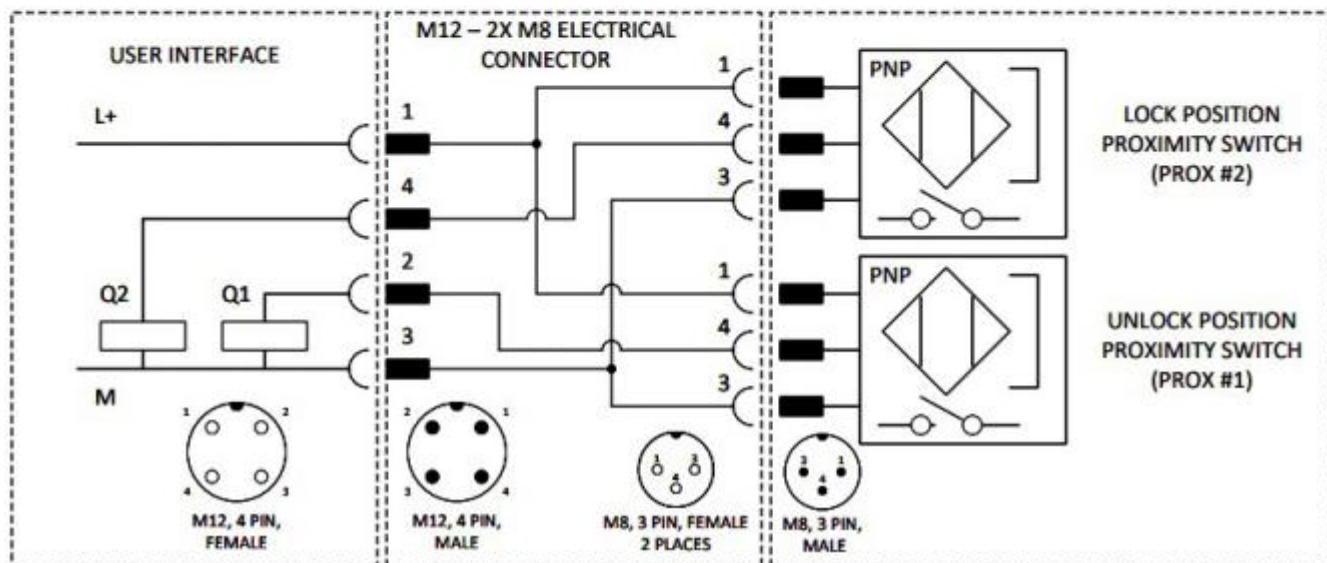 USER INTERFACE
L+
Q2
Q1
M
1
2
4
3
M12, 4 PIN,
FEMALE
M12 – 2X M8 ELECTRICAL
CONNECTOR
1
4
2
3
1
4
3
1
4
3
2
1
3
4
M12, 4 PIN,
MALE
1
3
4
M8, 3 PIN, FEMALE
2 PLACES
PNP
LOCK POSITION
PROXIMITY SWITCH
(PROX #2)
PNP
UNLOCK POSITION
PROXIMITY SWITCH
(PROX #1)
3
1
4
M8, 3 PIN,
MALE